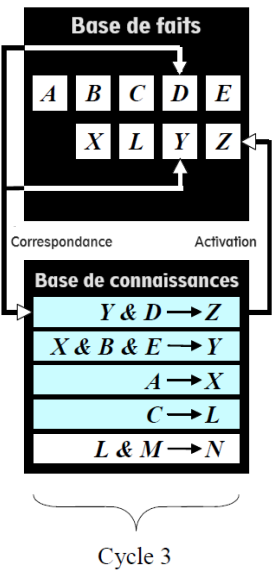 Base de faits
A B C D E
X L Y Z
Correspondance Activation
Base de connaissances
Y & D → Z
X & B & E → Y
A → X
C → L
L & M → N
Cycle 3